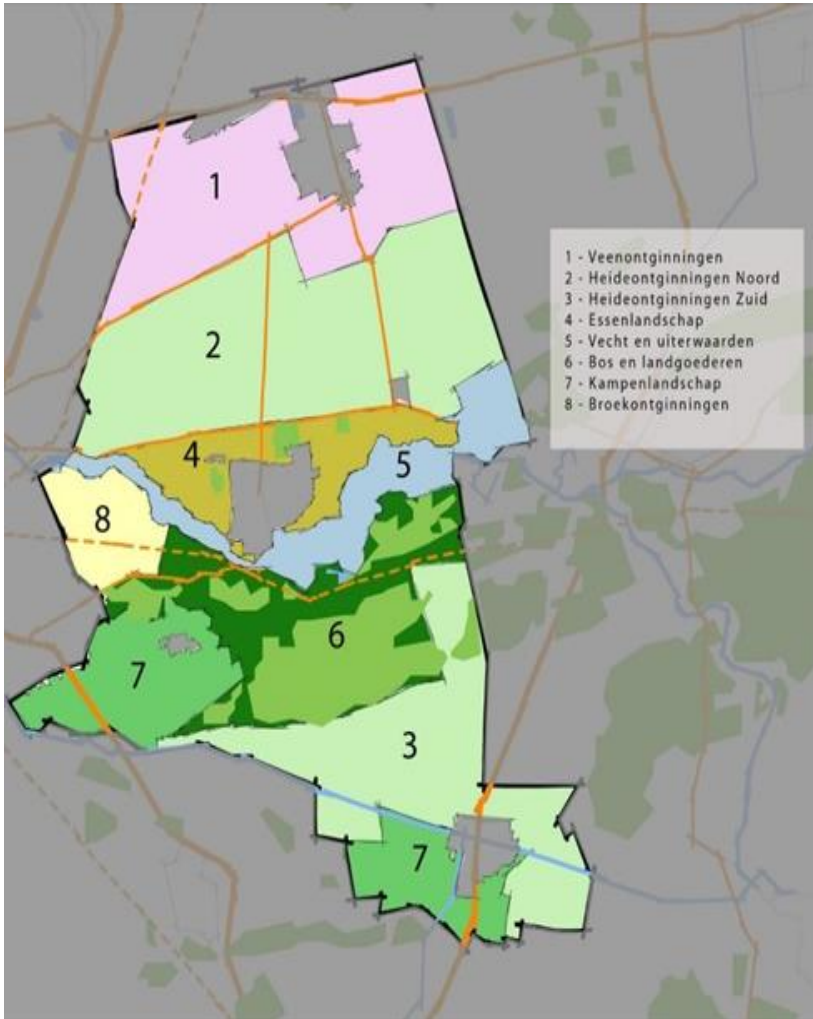 1
2
4
5
8
6
7
3
7
1 - Veenontginningen
2 - Heideontginningen Noord
3 - Heideontginningen Zuid
4 - Essenlandschap
5 - Vecht en uiterwaarden
6 - Bos en landgoederen
7 - Kampenlandschap
8 - Broekontginningen